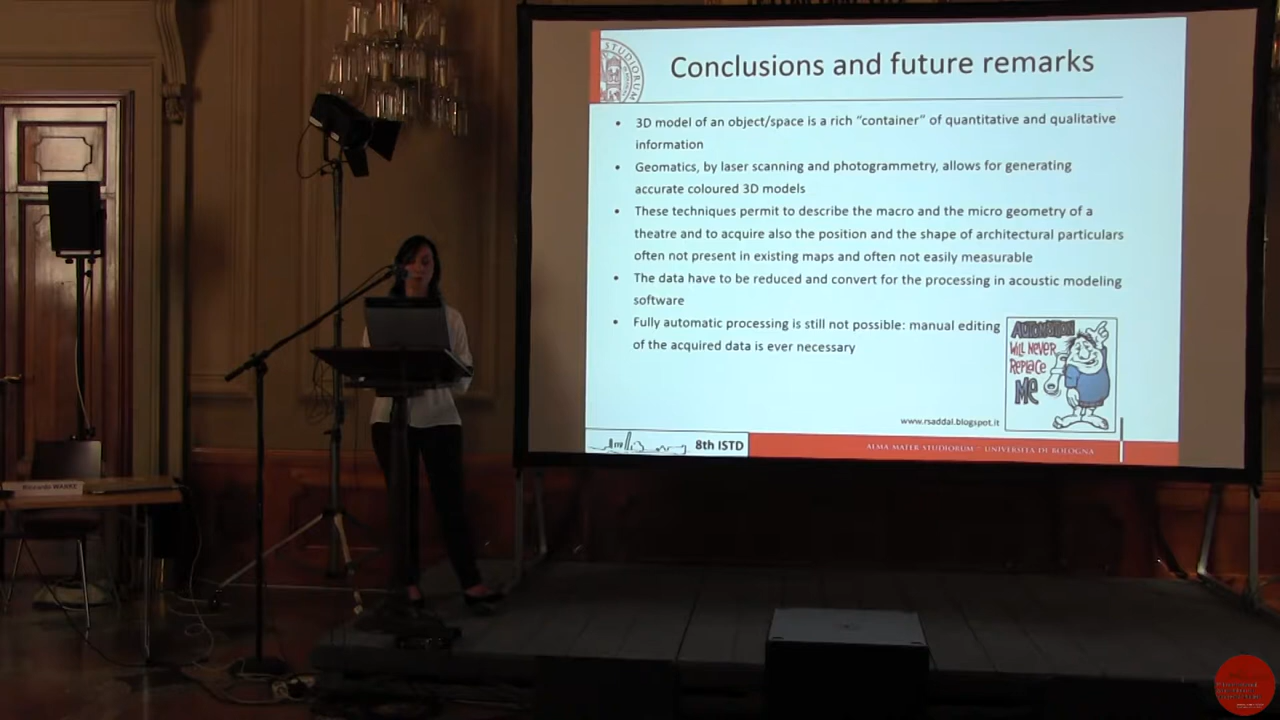 Conclusions and future remarks
STUDIORUM
• 3D model of an object/space is a rich "container" of quantitative and qualitative
information
• Geomatics, by laser scanning and photogrammetry, allows for generating
accurate coloured 3D models
• These techniques permit to describe the macro and the micro geometry of a
theatre and to acquire also the position and the shape of architectural particulars
often not present in existing maps and often not easily measurable
• The data have to be reduced and convert for the processing in acoustic modeling
software
• Fully automatic processing is still not possible: manual editing
of the acquired data is ever necessary
AUTOMATION
WILL NEVER
REPLACE
ME
www.rsaddal.blogspot.it
8th ISTD
ALMA MATER STUDIORUM ~ UNIVERSITÀ DI BOLOGNA